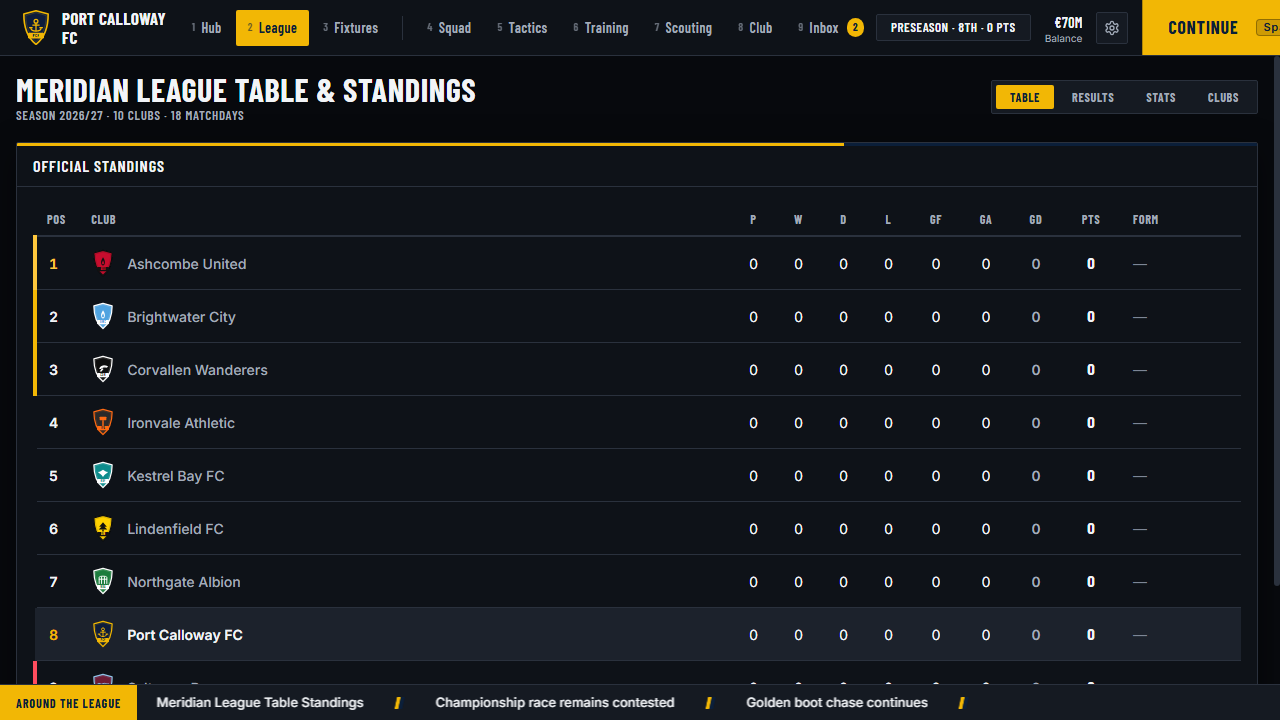 PORT CALLOWAY FC
1 Hub
2 League
3 Fixtures
4 Squad
5 Tactics
6 Training
7 Scouting
8 Club
9 Inbox 2
PRESEASON · 8TH · 0 PTS
€70M
Balance
CONTINUE
MERIDIAN LEAGUE TABLE & STANDINGS
SEASON 2026/27 · 10 CLUBS · 18 MATCHDAYS
TABLE RESULTS STATS CLUBS
OFFICIAL STANDINGS
POS CLUB P W D L GF GA GD PTS FORM
1 Ashcombe United 0 0 0 0 0 0 0 0 —
2 Brightwater City 0 0 0 0 0 0 0 0 —
3 Corvallen Wanderers 0 0 0 0 0 0 0 0 —
4 Ironvale Athletic 0 0 0 0 0 0 0 0 —
5 Kestrel Bay FC 0 0 0 0 0 0 0 0 —
6 Lindenfield FC 0 0 0 0 0 0 0 0 —
7 Northgate Albion 0 0 0 0 0 0 0 0 —
8 Port Calloway FC 0 0 0 0 0 0 0 0 —
AROUND THE LEAGUE Meridian League Table Standings // Championship race remains contested // Golden boot chase continues //